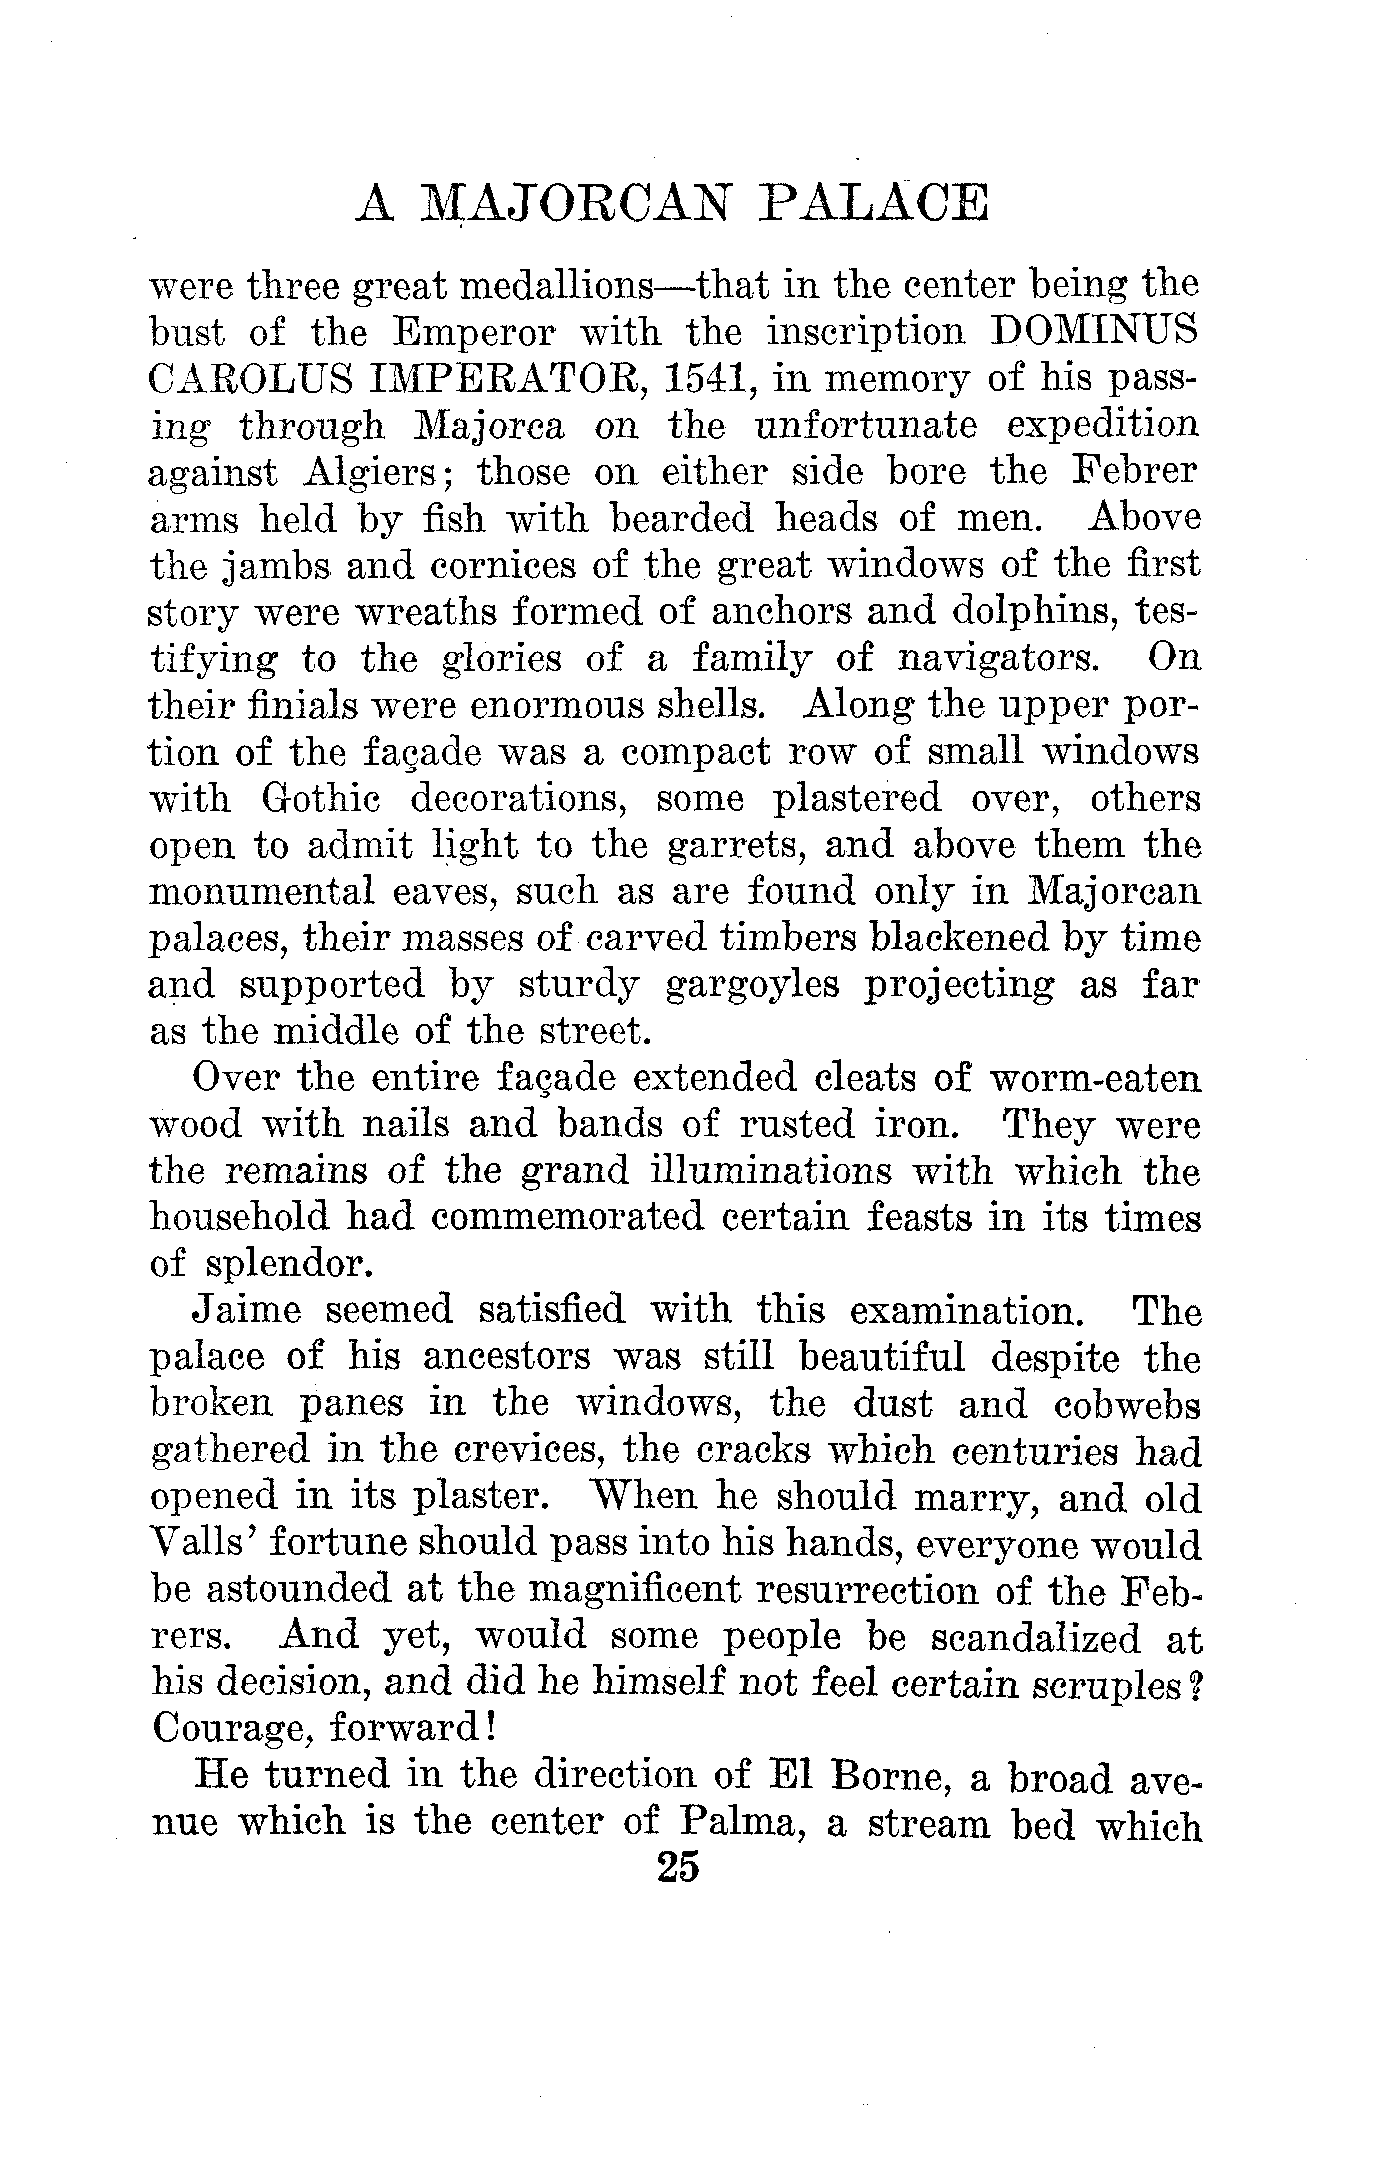 A MAJORCAN PALACE
were three great medallions—that in the center being the
bust of the Emperor with the inscription DOMINUS
CAROLUS IMPERATOR, 1541, in memory of his pass-
ing through Majorca on the unfortunate expedition
against Algiers; those on either side bore the Febrer
arms held by fish with bearded heads of men. Above
the jambs and cornices of the great windows of the first
story were wreaths formed of anchors and dolphins, tes-
tifying to the glories of a family of navigators. On
their finials were enormous shells. Along the upper por-
tion of the façade was a compact row of small windows
with Gothic decorations, some plastered over, others
open to admit light to the garrets, and above them the
monumental eaves, such as are found only in Majorcan
palaces, their masses of carved timbers blackened by time
and supported by sturdy gargoyles projecting as far
as the middle of the street.
Over the entire façade extended cleats of worm-eaten
wood with nails and bands of rusted iron. They were
the remains of the grand illuminations with which the
household had commemorated certain feasts in its times
of splendor.
Jaime seemed satisfied with this examination. The
palace of his ancestors was still beautiful despite the
broken panes in the windows, the dust and cobwebs
gathered in the crevices, the cracks which centuries had
opened in its plaster. When he should marry, and old
Valls' fortune should pass into his hands, everyone would
be astounded at the magnificent resurrection of the Feb-
rers. And yet, would some people be scandalized at
his decision, and did he himself not feel certain scruples?
Courage, forward!
He turned in the direction of El Borne, a broad ave-
nue which is the center of Palma, a stream bed which
25